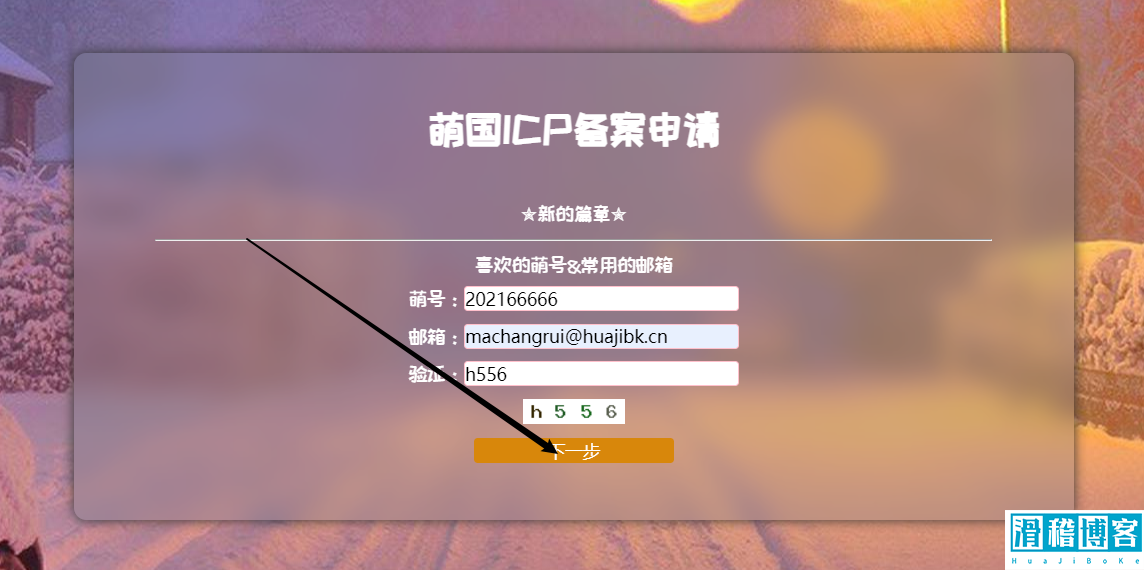 萌国ICP备案申请
★新的篇章★
喜欢的萌号&常用的邮箱
萌号：202166666
邮箱：machangrui@huajibk.cn
验证：h556
h 5 5 6
下一步
滑稽博客
HuaJiBoKe